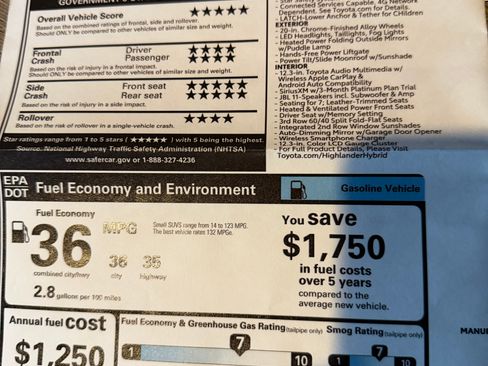 Overall Vehicle Score ★★★★★
Based on the combined ratings of frontal, side and rollover.
Should ONLY be compared to other vehicles of similar size and weight.
Frontal Driver ★★★★
Crash Passenger ★★★★
Based on the risk of injury in a frontal impact.
Should ONLY be compared to other vehicles of similar size and weight.
Side Front seat ★★★★★
Crash Rear seat ★★★★★
Based on the risk of injury in a side impact.
Rollover ★★★★
Based on the risk of rollover in a single-vehicle crash.
Star ratings range from 1 to 5 stars (★★★★★) with 5 being the highest.
Source: National Highway Traffic Safety Administration (NHTSA)
www.safercar.gov or 1-888-327-4236
- Connected Services Capable, 4G Network
Dependent. See Toyota.com for Details.
- LATCH-Lower Anchor & Tether for CHildren
EXTERIOR
- 20-in. Chrome-Finished Alloy Wheels
- LED Headlights, Taillights, Fog Lights
- Heated Power Folding Outside Mirrors
w/Puddle Lamp
- Hands-Free Power Liftgate
- Power Tilt/Slide Moonroof w/Sunshade
INTERIOR
- 12.3-in. Toyota Audio Multimedia w/
Wireless Apple CarPlay &
Android Auto Compatibility
- SiriusXM w/3-Month Platinum Plan Trial
- JBL 11-Speakers incl. Subwoofer & Amp
- Seating for 7; Leather-Trimmed Seats
- Heated & Ventilated Power Front Seats
- Driver Seat w/Memory Setting
- 3rd Row 60/40 Split Fold-Flat Seats
- Integrated 2nd Row Window Sunshades
- Auto-Dimming Mirror w/Garage Door Opener
- Wireless Smartphone Charger
- 12.3-in. Color LCD Gauge Cluster
- For Full Product Details, Please Visit
Toyota.com/HighlanderHybrid
EPA
DOT Fuel Economy and Environment
Gasoline Vehicle
Fuel Economy
36 MPG
combined city/hwy
36 35
city highway
2.8 gallons per 100 miles
Small SUVS range from 14 to 123 MPG.
The best vehicle rates 132 MPGe.
You save
$1,750
in fuel costs
over 5 years
compared to the
average new vehicle.
Annual fuel cost
$1,250
Fuel Economy & Greenhouse Gas Rating (tailpipe only)
1 7 10
Smog Rating (tailpipe only)
1 7 10
MANU